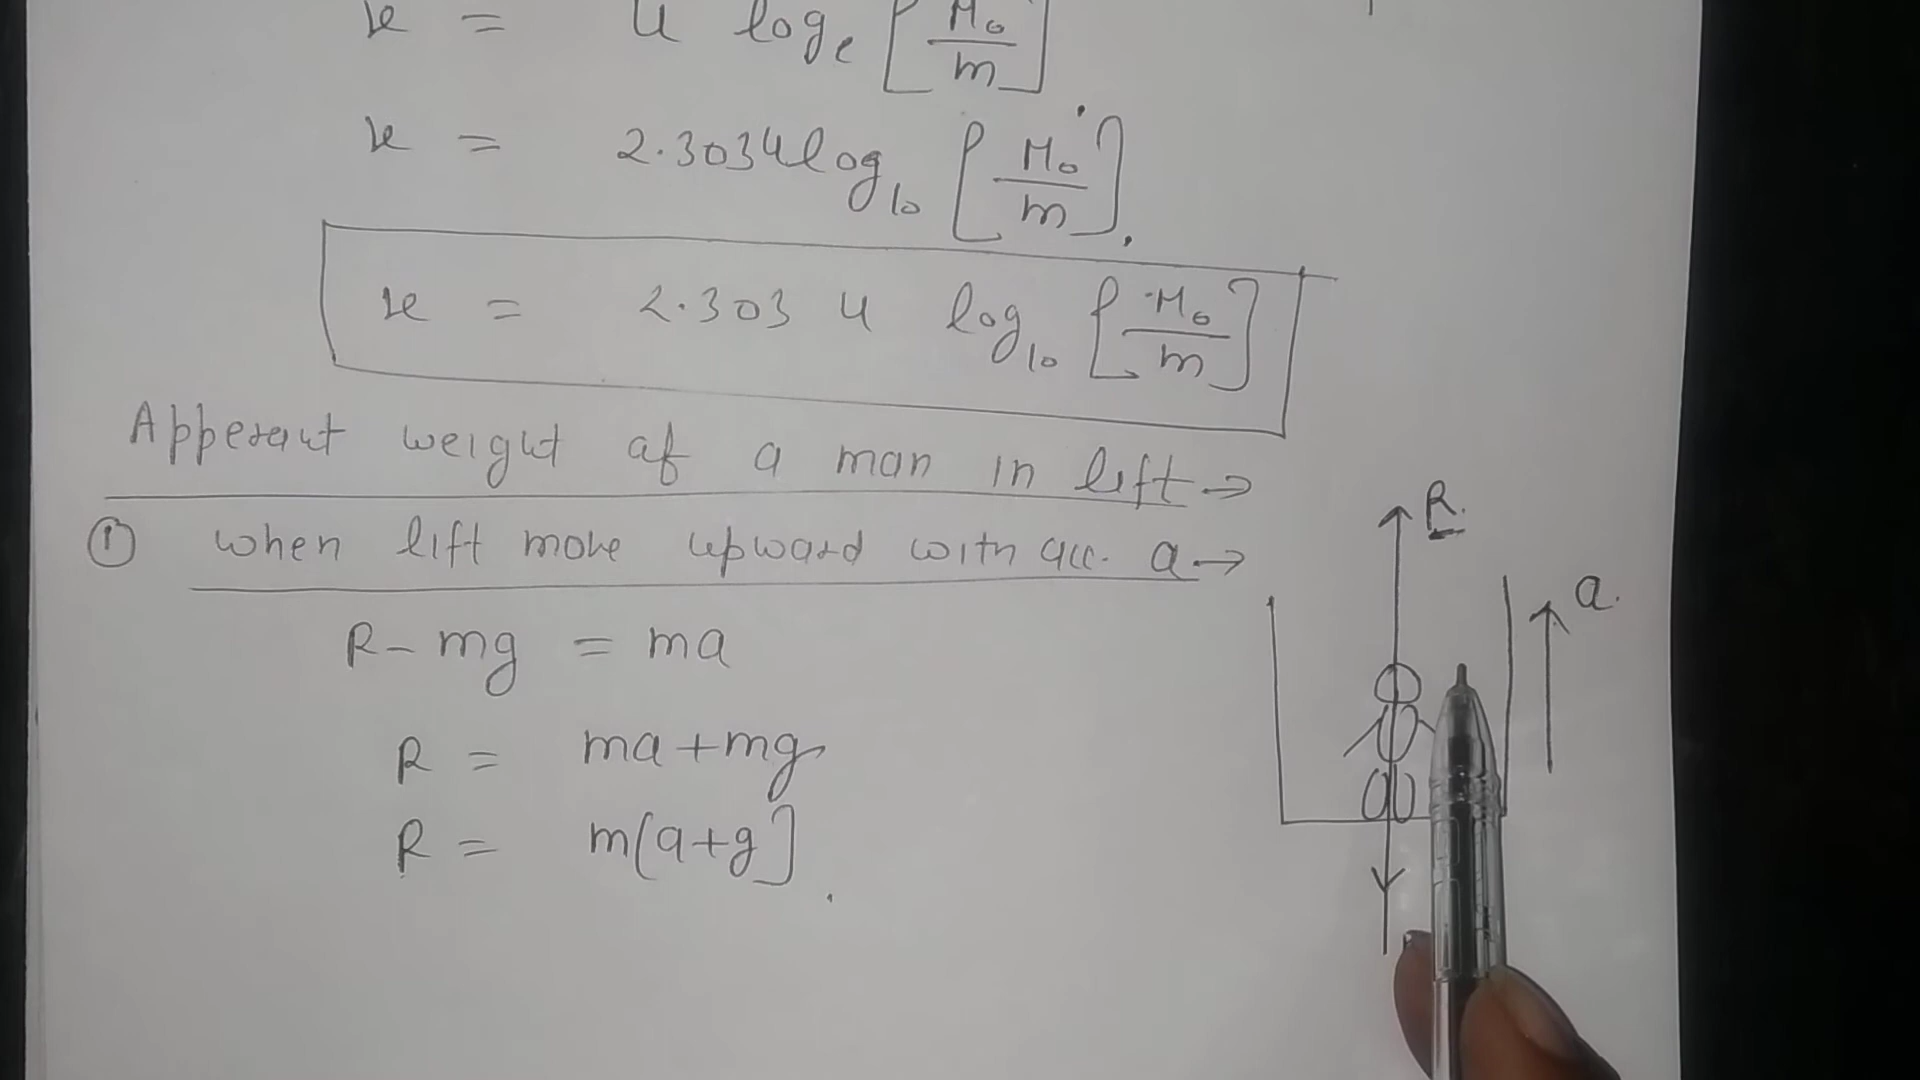 v = u logₑ [M₀/m]
v = 2.303u log₁₀ [M₀/m]
v = 2.303 u log₁₀ [M₀/m]
Apperant weight of a man in lift →
① when lift move upward with acc. a →
R - mg = ma
R = ma + mg
R = m[a+g]
R.
a.